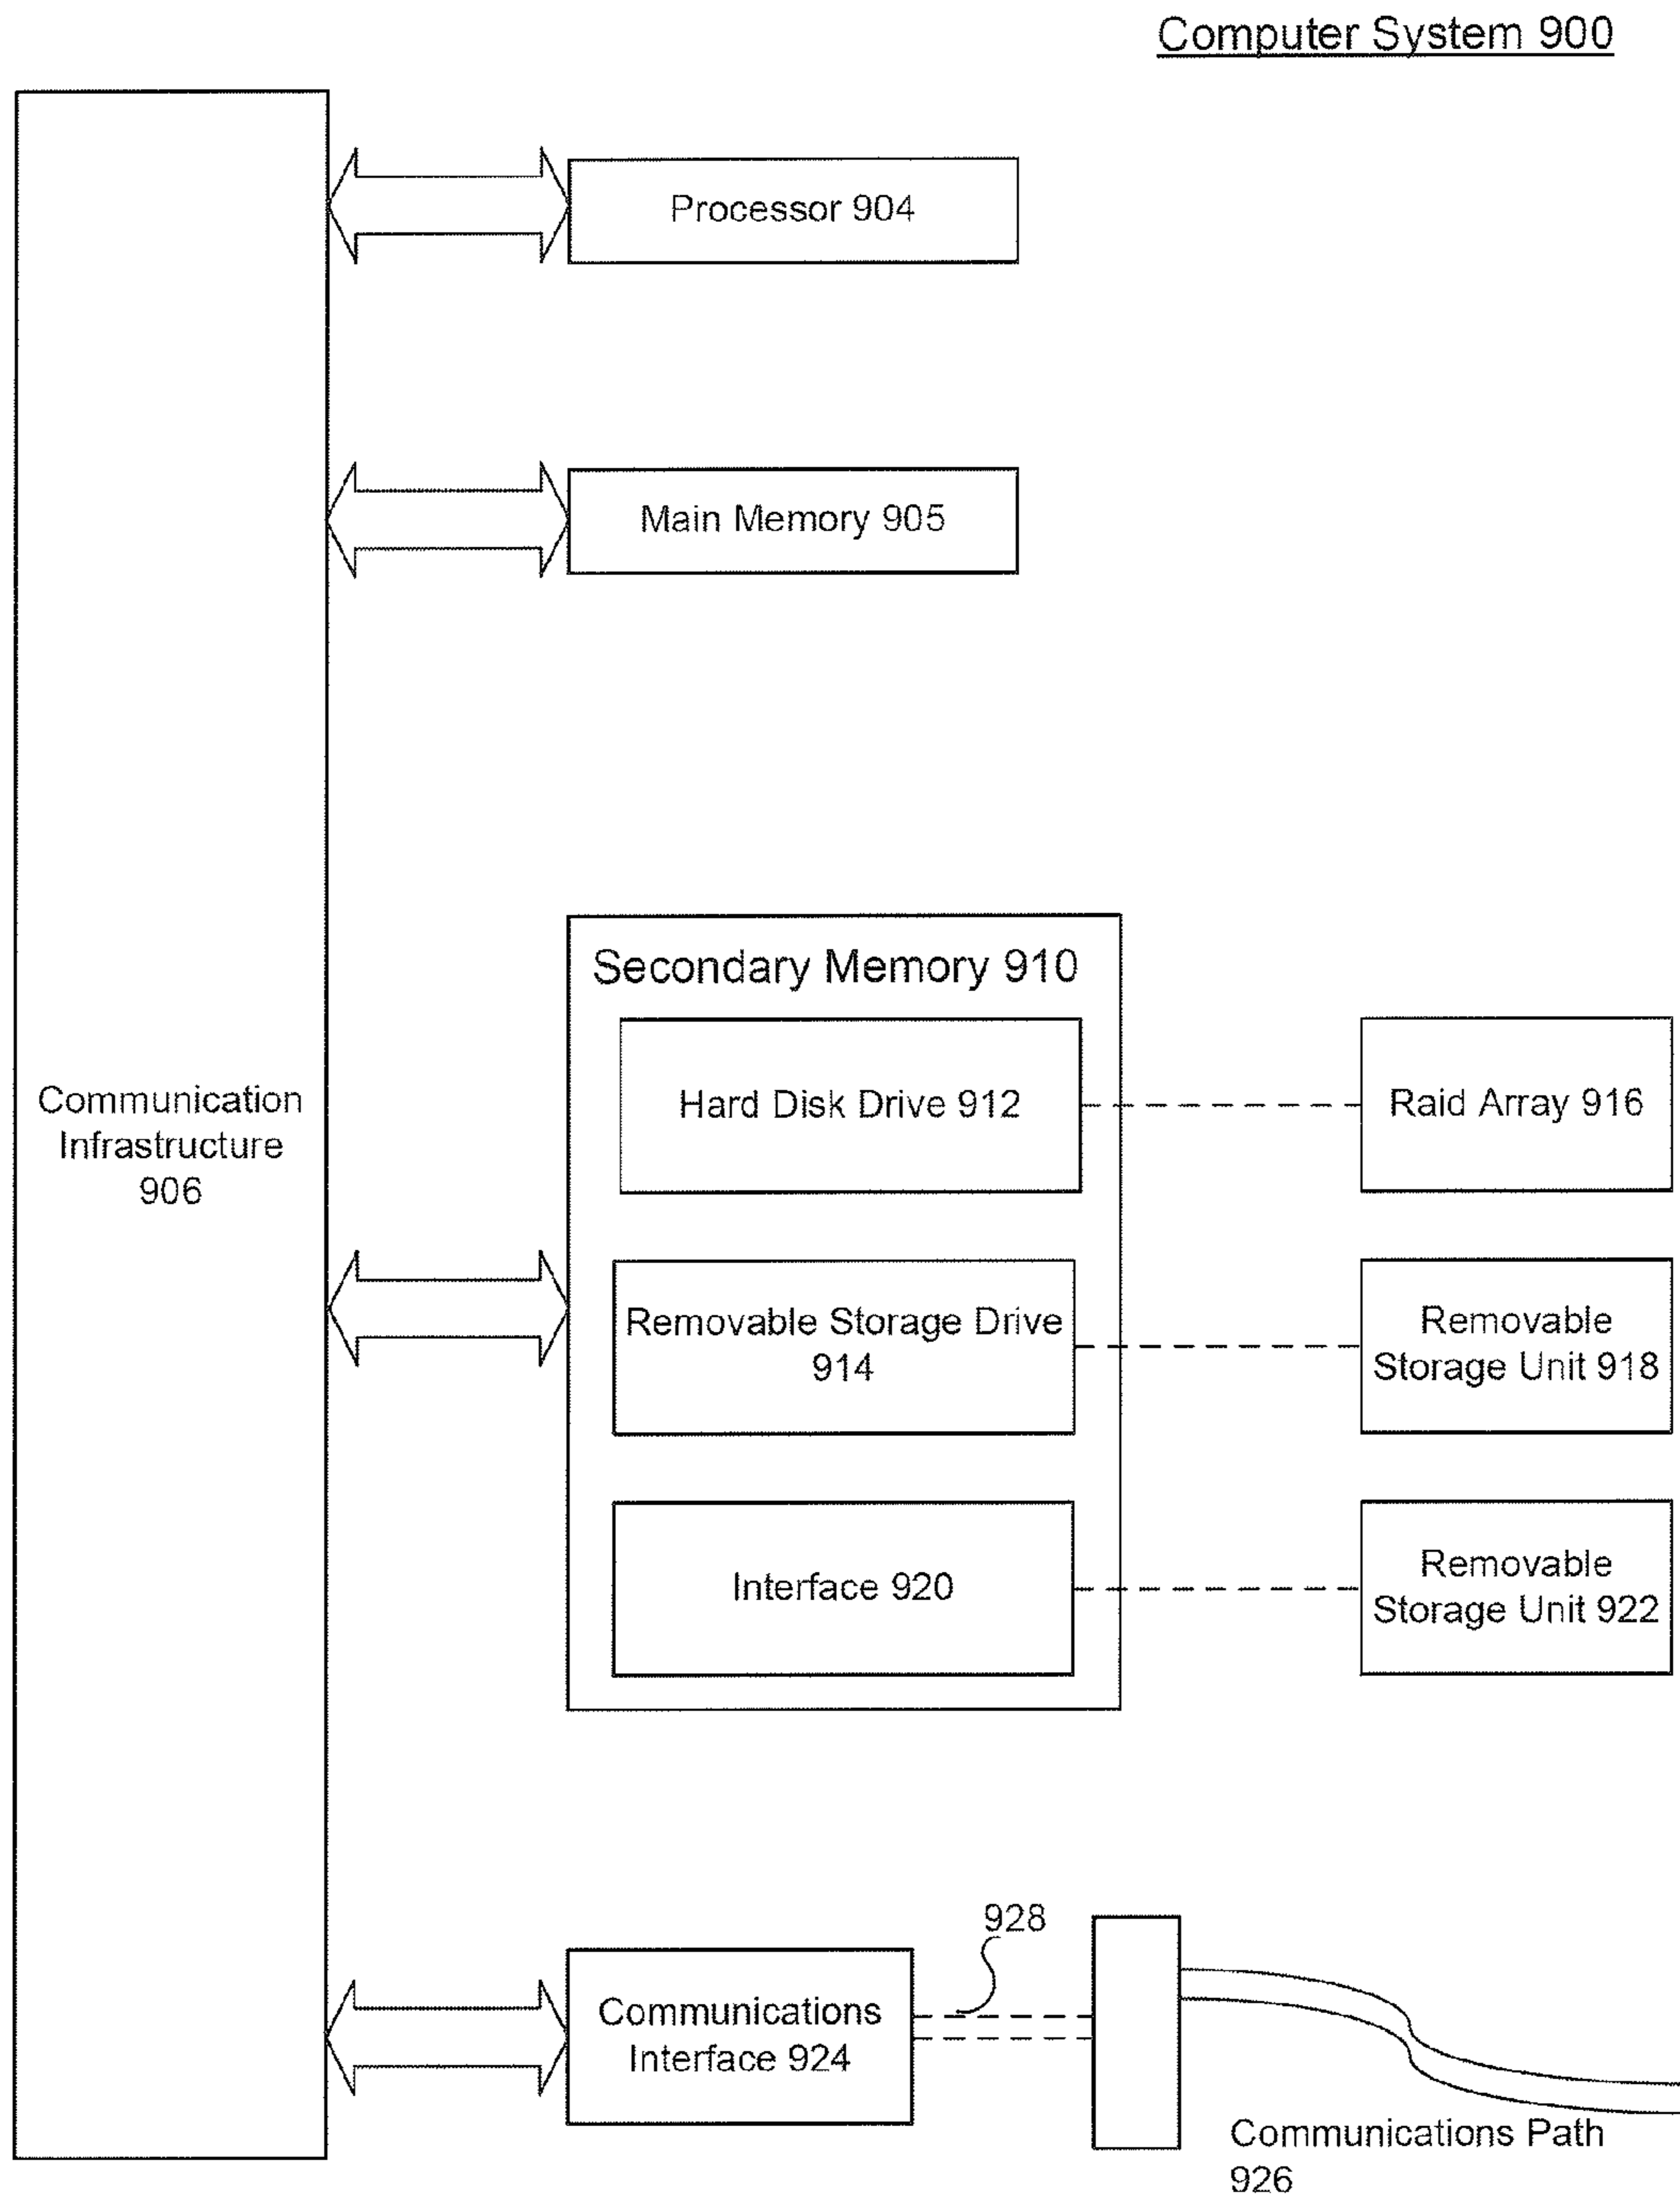 Computer System 900
Processor 904
Main Memory 905
Communication
Infrastructure
906
Secondary Memory 910
Hard Disk Drive 912
Raid Array 916
Removable Storage Drive
914
Removable
Storage Unit 918
Interface 920
Removable
Storage Unit 922
928
Communications
Interface 924
Communications Path
926